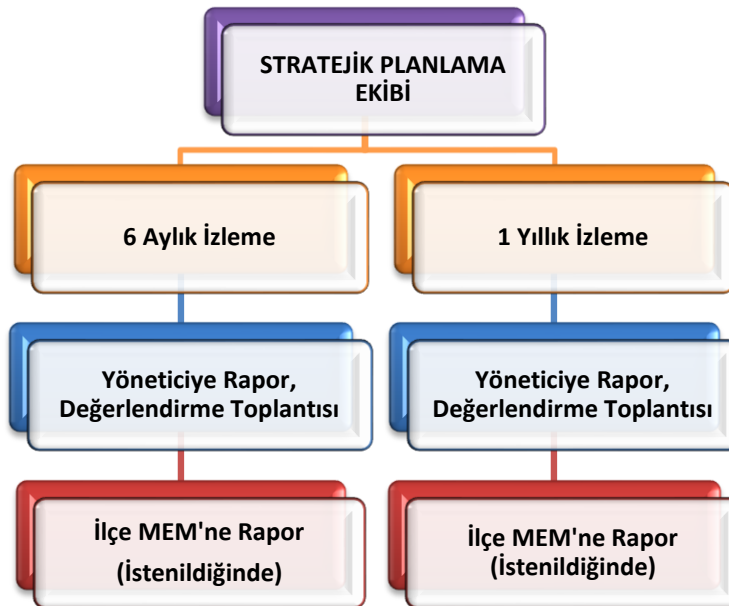 STRATEJİK PLANLAMA
EKİBİ
6 Aylık İzleme
1 Yıllık İzleme
Yöneticiye Rapor,
Değerlendirme Toplantısı
Yöneticiye Rapor,
Değerlendirme Toplantısı
İlçe MEM'ne Rapor
(İstenildiğinde)
İlçe MEM'ne Rapor
(İstenildiğinde)